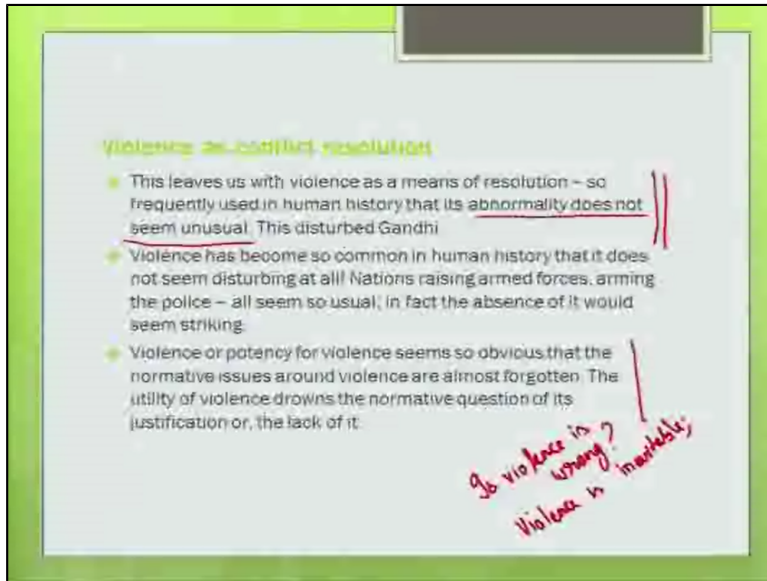 Violence as conflict resolution
This leaves us with violence as a means of resolution – so
frequently used in human history that its abnormality does not
seem unusual. This disturbed Gandhi
Violence has become so common in human history that it does
not seem disturbing at all! Nations raising armed forces, arming
the police – all seem so usual, in fact the absence of it would
seem striking.
Violence or potency for violence seems so obvious that the
normative issues around violence are almost forgotten. The
utility of violence drowns the normative question of its
justification or, the lack of it.
Is violence is
wrong?
Violence is inevitable;